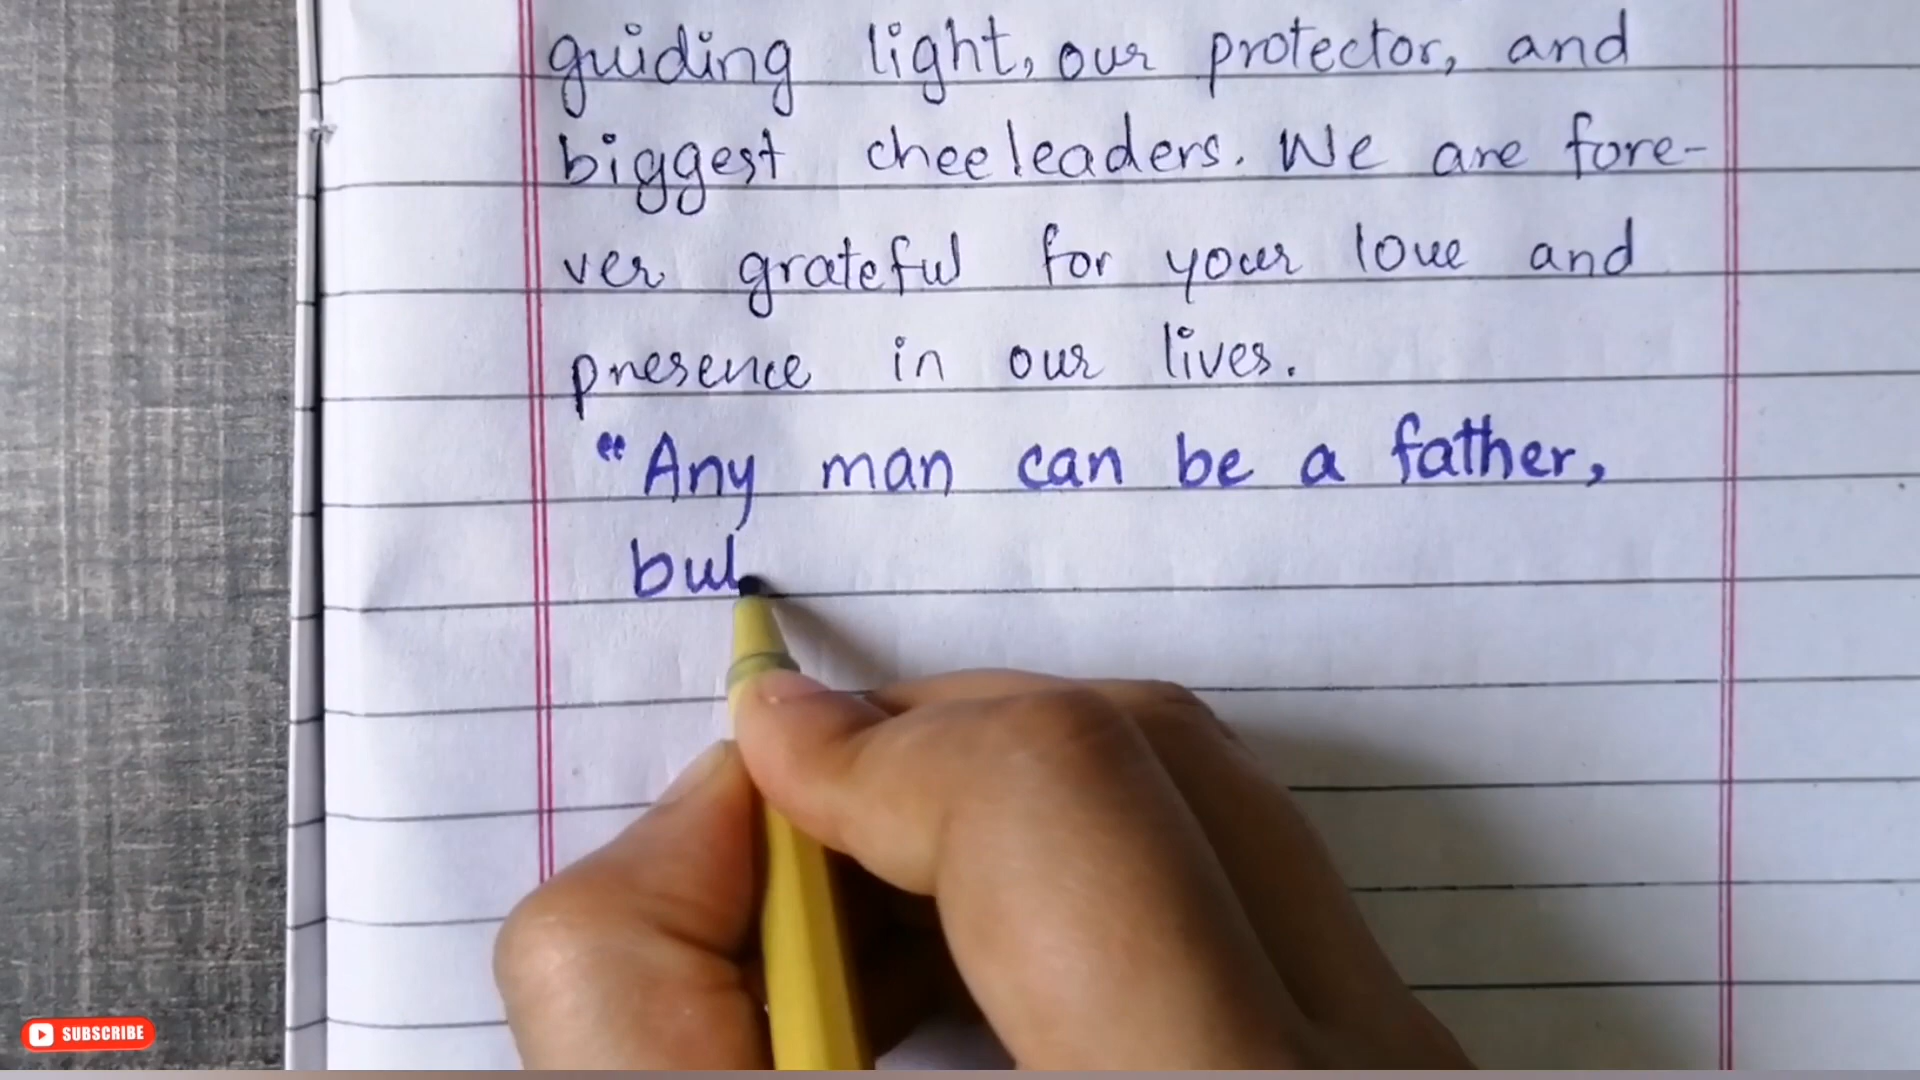 guiding light, our protector, and
biggest cheeleaders. We are fore-
ver grateful for your love and
presence in our lives.
"Any man can be a father,
but
SUBSCRIBE